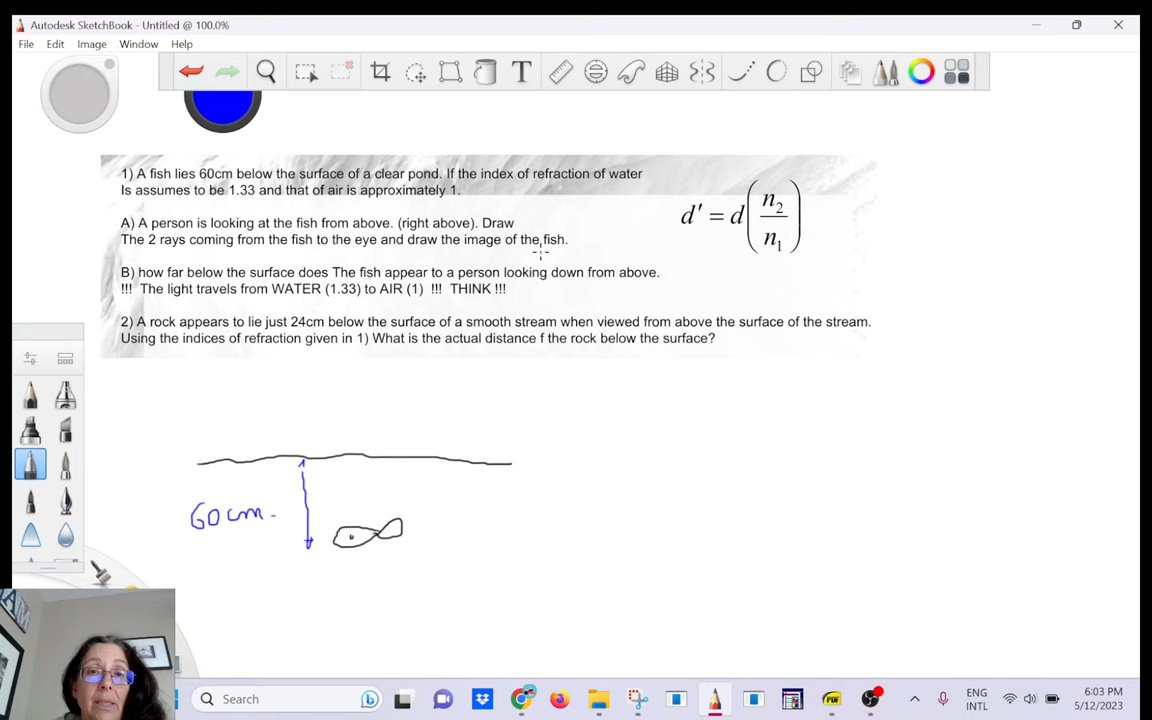 Autodesk SketchBook - Untitled @ 100.0%
File Edit Image Window Help
1) A fish lies 60cm below the surface of a clear pond. If the index of refraction of water
Is assumes to be 1.33 and that of air is approximately 1.
A) A person is looking at the fish from above. (right above). Draw
The 2 rays coming from the fish to the eye and draw the image of the fish.
d' = d(n₂/n₁)
B) how far below the surface does The fish appear to a person looking down from above.
!!! The light travels from WATER (1.33) to AIR (1) !!! THINK !!!
2) A rock appears to lie just 24cm below the surface of a smooth stream when viewed from above the surface of the stream.
Using the indices of refraction given in 1) What is the actual distance f the rock below the surface?
60 cm.
Search
ENG
INTL
6:03 PM
5/12/2023